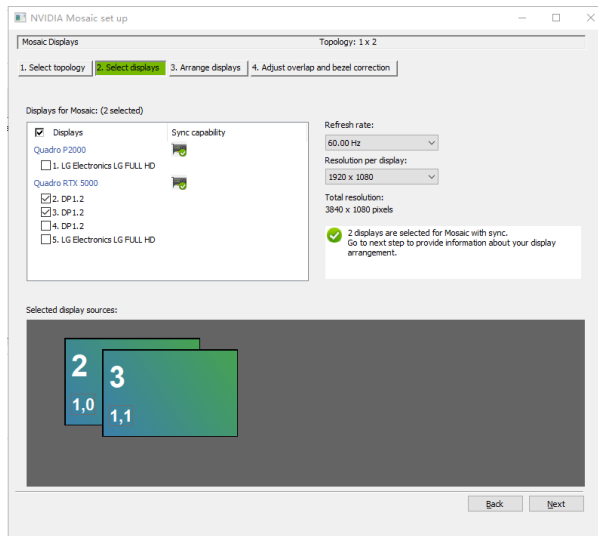 NVIDIA Mosaic set up
Mosaic Displays Topology: 1 x 2
1. Select topology 2. Select displays 3. Arrange displays 4. Adjust overlap and bezel correction
Displays for Mosaic: (2 selected)
Displays Sync capability
Quadro P2000
1. LG Electronics LG FULL HD
Quadro RTX 5000
2. DP1.2
3. DP1.2
4. DP1.2
5. LG Electronics LG FULL HD
Refresh rate:
60.00 Hz
Resolution per display:
1920 x 1080
Total resolution:
3840 x 1080 pixels
2 displays are selected for Mosaic with sync.
Go to next step to provide information about your display
arrangement.
Selected display sources:
2
1,0
3
1,1
Back Next